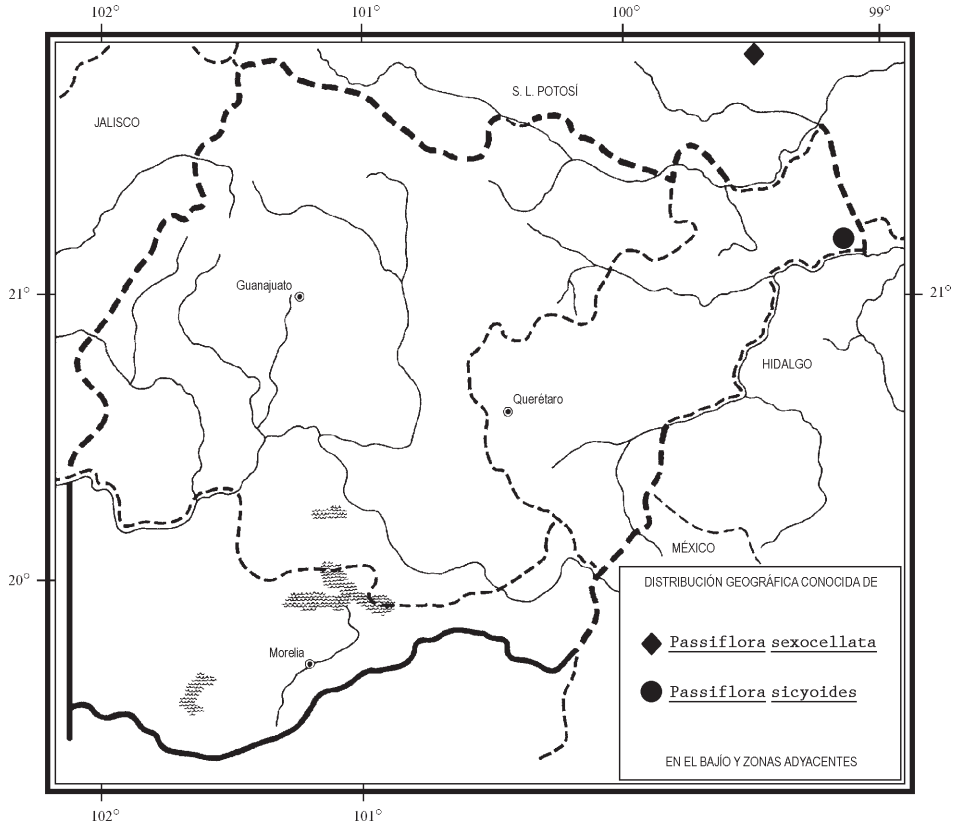 102° 101° 100° 99°
S. L. POTOSÍ
JALISCO
Guanajuato
21° 21°
HIDALGO
Querétaro
MÉXICO
20°
DISTRIBUCIÓN GEOGRÁFICA CONOCIDA DE
Passiflora sexocellata
Morelia
Passiflora sicyoides
EN EL BAJÍO Y ZONAS ADYACENTES
102° 101°